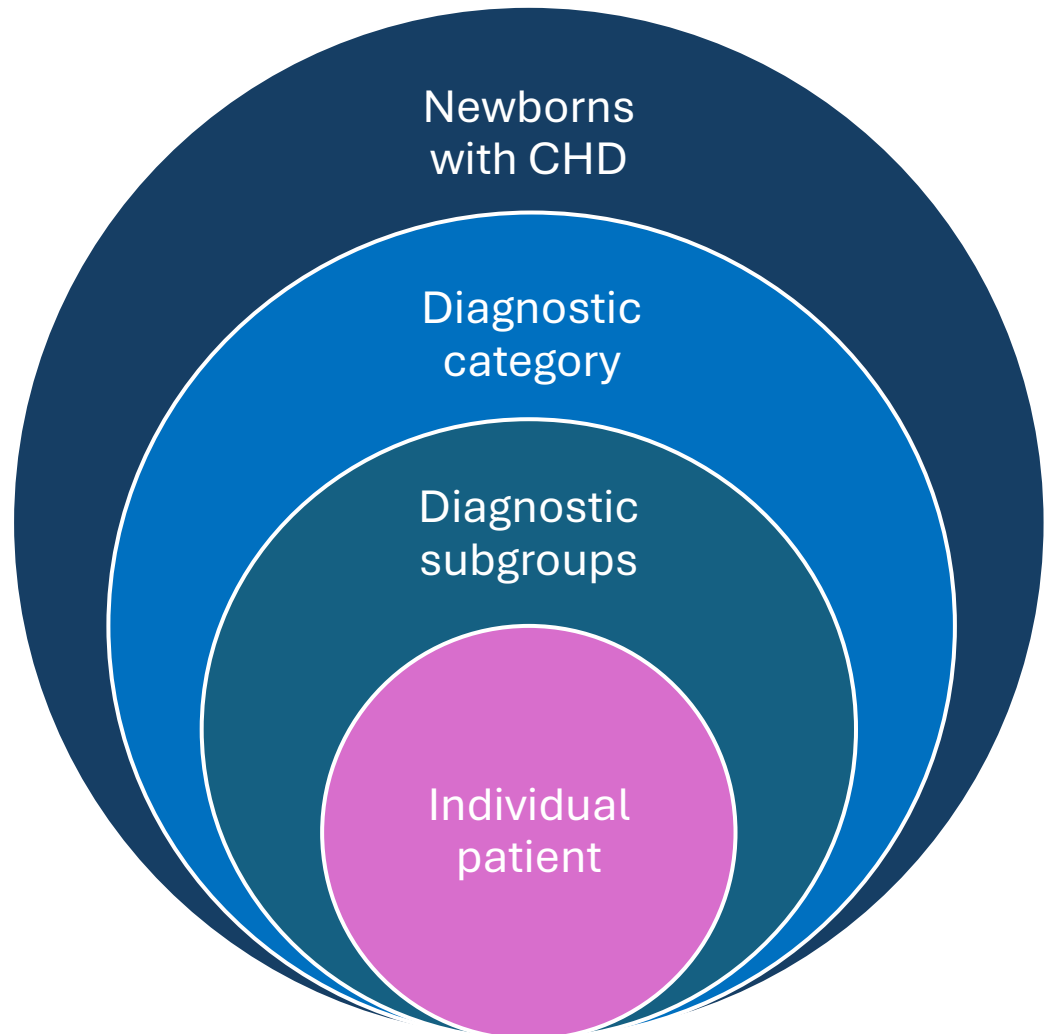 Newborns
with CHD
Diagnostic
category
Diagnostic
subgroups
Individual
patient